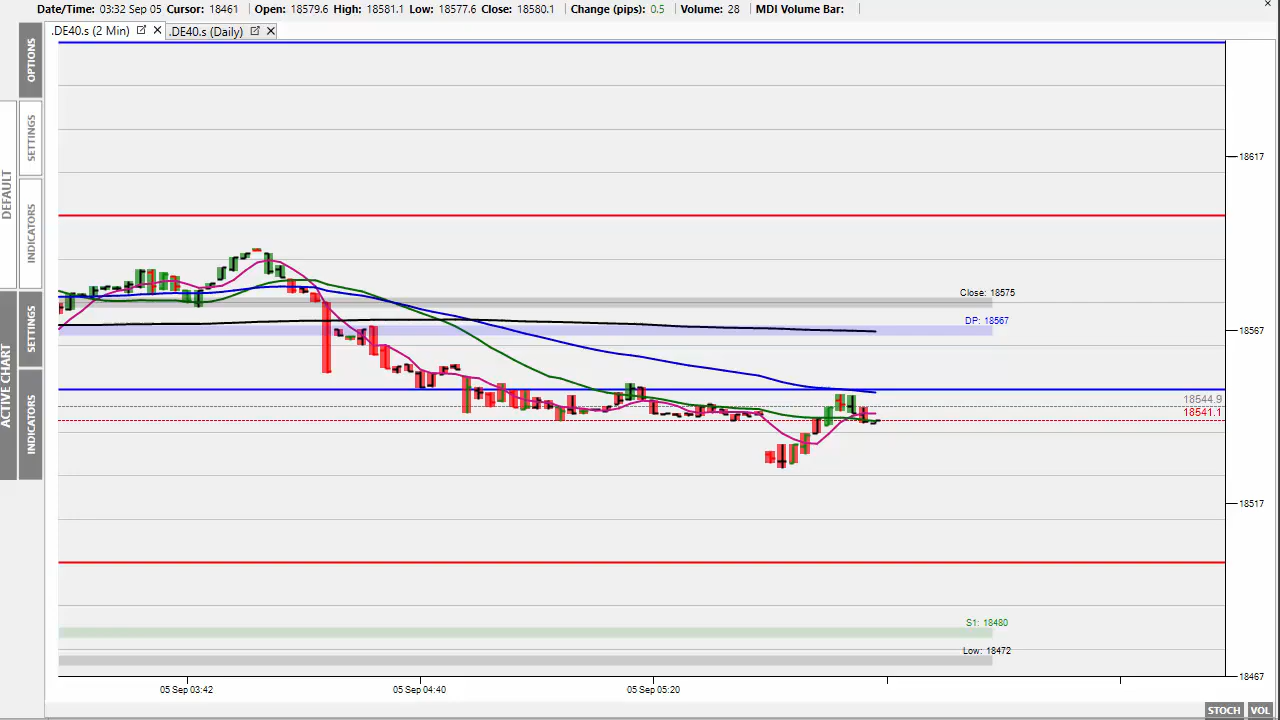 Date/Time: 03:32 Sep 05 Cursor: 18461 Open: 18579.6 High: 18581.1 Low: 18577.6 Close: 18580.1 Change (pips): 0.5 Volume: 28 MDI Volume Bar:
.DE40.s (2 Min)
.DE40.s (Daily)
OPTIONS
SETTINGS
DEFAULT
INDICATORS
SETTINGS
ACTIVE CHART
INDICATORS
18617
Close: 18575
DP: 18567
18567
18544.9
18541.1
18517
S1: 18480
Low: 18472
18467
05 Sep 03:42
05 Sep 04:40
05 Sep 05:20
STOCH
VOL